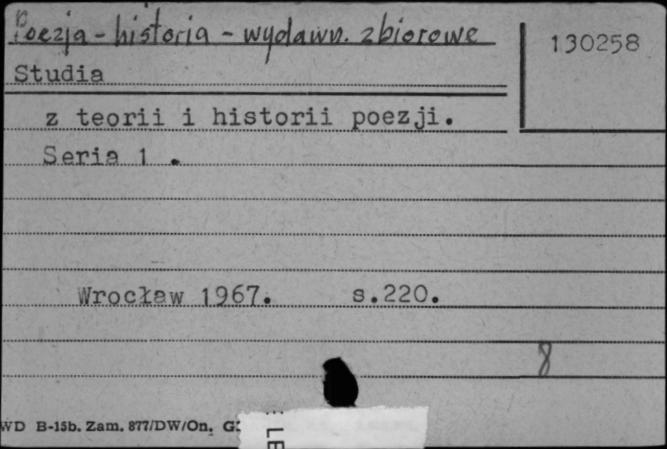 Poezja - historia - wydawn. zbiorowe
130258
Studia
z teorii i historii poezji.
Seria 1 .
Wrocław 1967. s.220.
8
WD B-15b. Zam. 877/DW/On. G
LE